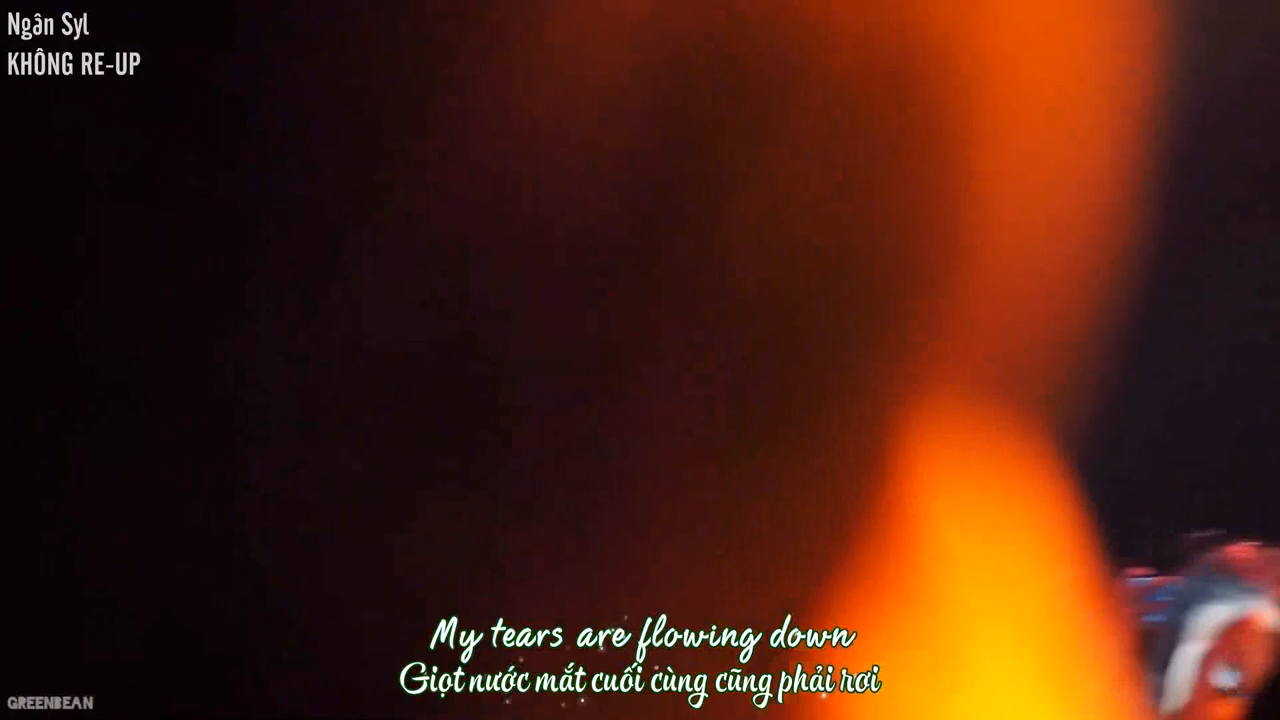 Ngân Syl
KHÔNG RE-UP
My tears are flowing down
Giọt nước mắt cuối cùng cũng phải rơi
GREENBEAN